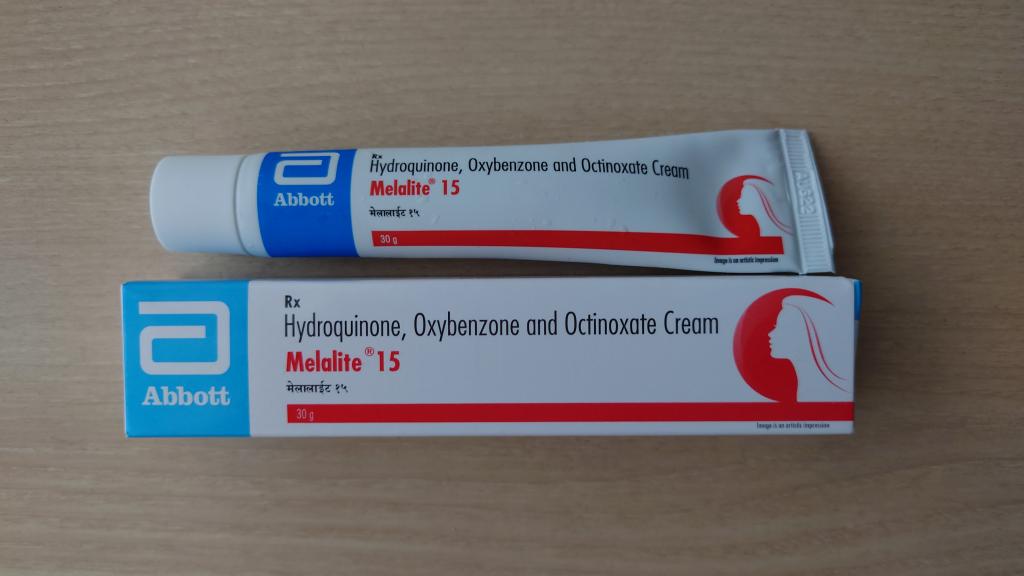 Abbott
Rx
Hydroquinone, Oxybenzone and Octinoxate Cream
Melalite® 15
मेलालाईट १५
30 g
Image is an artistic impression
Abbott
Rx
Hydroquinone, Oxybenzone and Octinoxate Cream
Melalite® 15
मेलालाईट १५
30 g
Image is an artistic impression